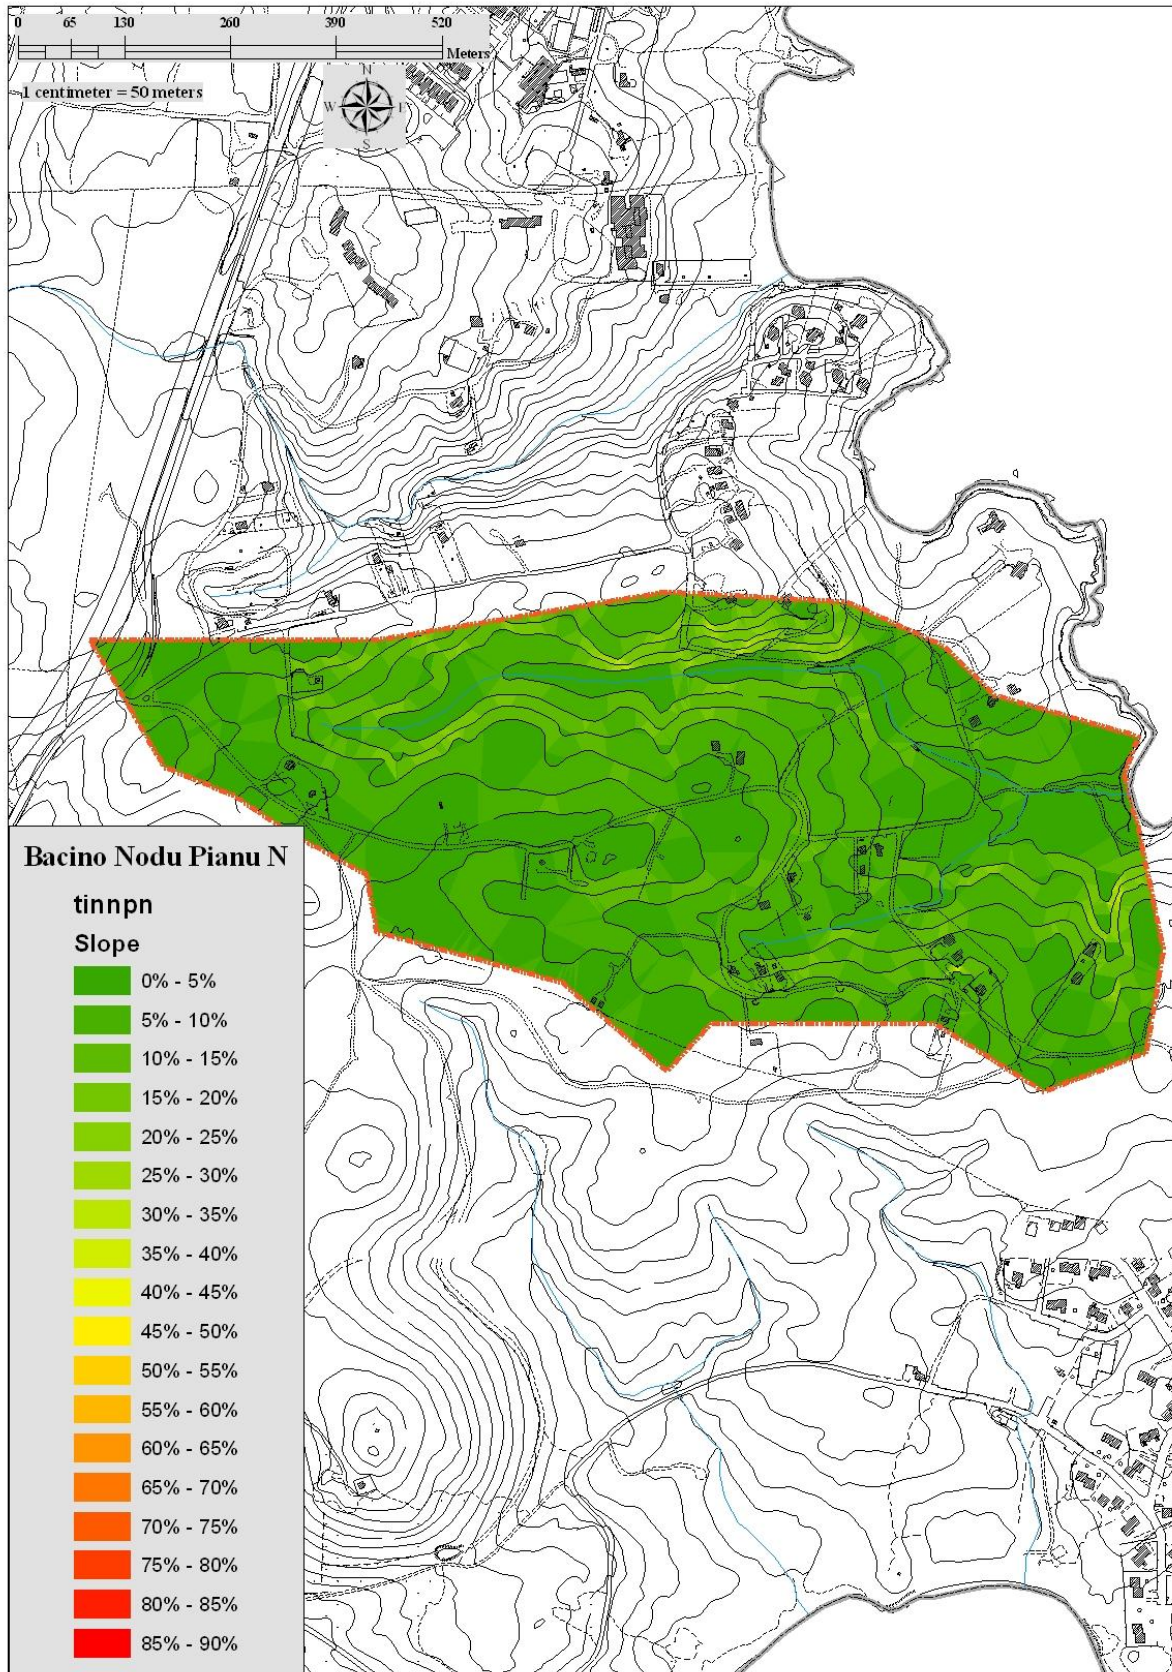 0 65 130 260 390 520
Meters
1 centimeter = 50 meters
N
W E
S
Bacino Nodu Pianu N
tinnpn
Slope
0% - 5%
5% - 10%
10% - 15%
15% - 20%
20% - 25%
25% - 30%
30% - 35%
35% - 40%
40% - 45%
45% - 50%
50% - 55%
55% - 60%
60% - 65%
65% - 70%
70% - 75%
75% - 80%
80% - 85%
85% - 90%